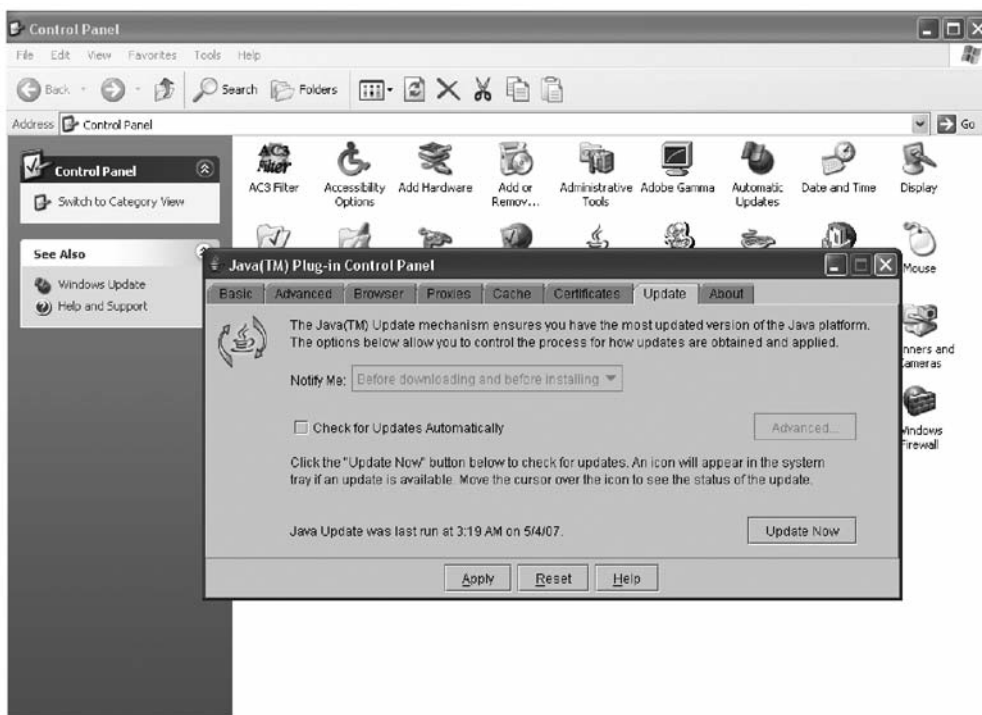 Control Panel
File Edit View Favorites Tools Help
Back Search Folders
Address Control Panel Go
Control Panel
Switch to Category View
See Also
Windows Update
Help and Support
AC3 Filter
AC3 Filter Accessibility Options Add Hardware Add or Remov... Administrative Tools Adobe Gamma Automatic Updates Date and Time Display
Mouse
Windows Firewall
Java(TM) Plug-in Control Panel
Basic Advanced Browser Proxies Cache Certificates Update About
The Java(TM) Update mechanism ensures you have the most updated version of the Java platform.
The options below allow you to control the process for how updates are obtained and applied.
Notify Me: Before downloading and before installing
Check for Updates Automatically Advanced...
Click the "Update Now" button below to check for updates. An icon will appear in the system
tray if an update is available. Move the cursor over the icon to see the status of the update.
Java Update was last run at 3:19 AM on 5/4/07. Update Now
Apply Reset Help